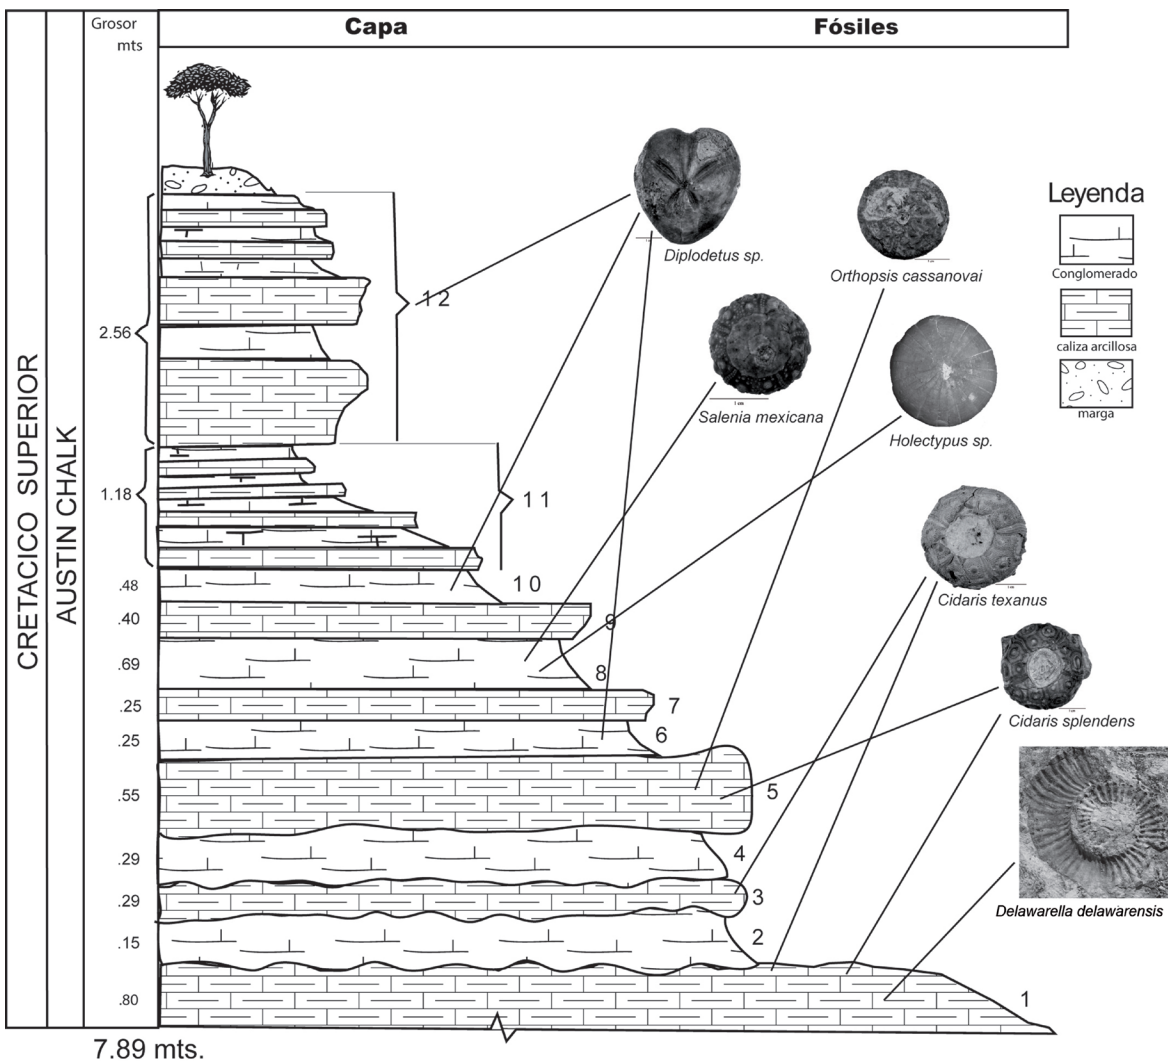 Grosor
mts
Capa
Fósiles
CRETACICO SUPERIOR
AUSTIN CHALK
Leyenda
Conglomerado
caliza arcillosa
marga
Diplodetus sp.
Orthopsis cassanovai
Salenia mexicana
Holectypus sp.
Cidaris texanus
Cidaris splendens
Delawarella delawarensis
2.56
12
1.18
11
.48
10
.40
9
.69
8
.25
7
.25
6
.55
5
.29
4
.29
3
.15
2
.80
1
7.89 mts.